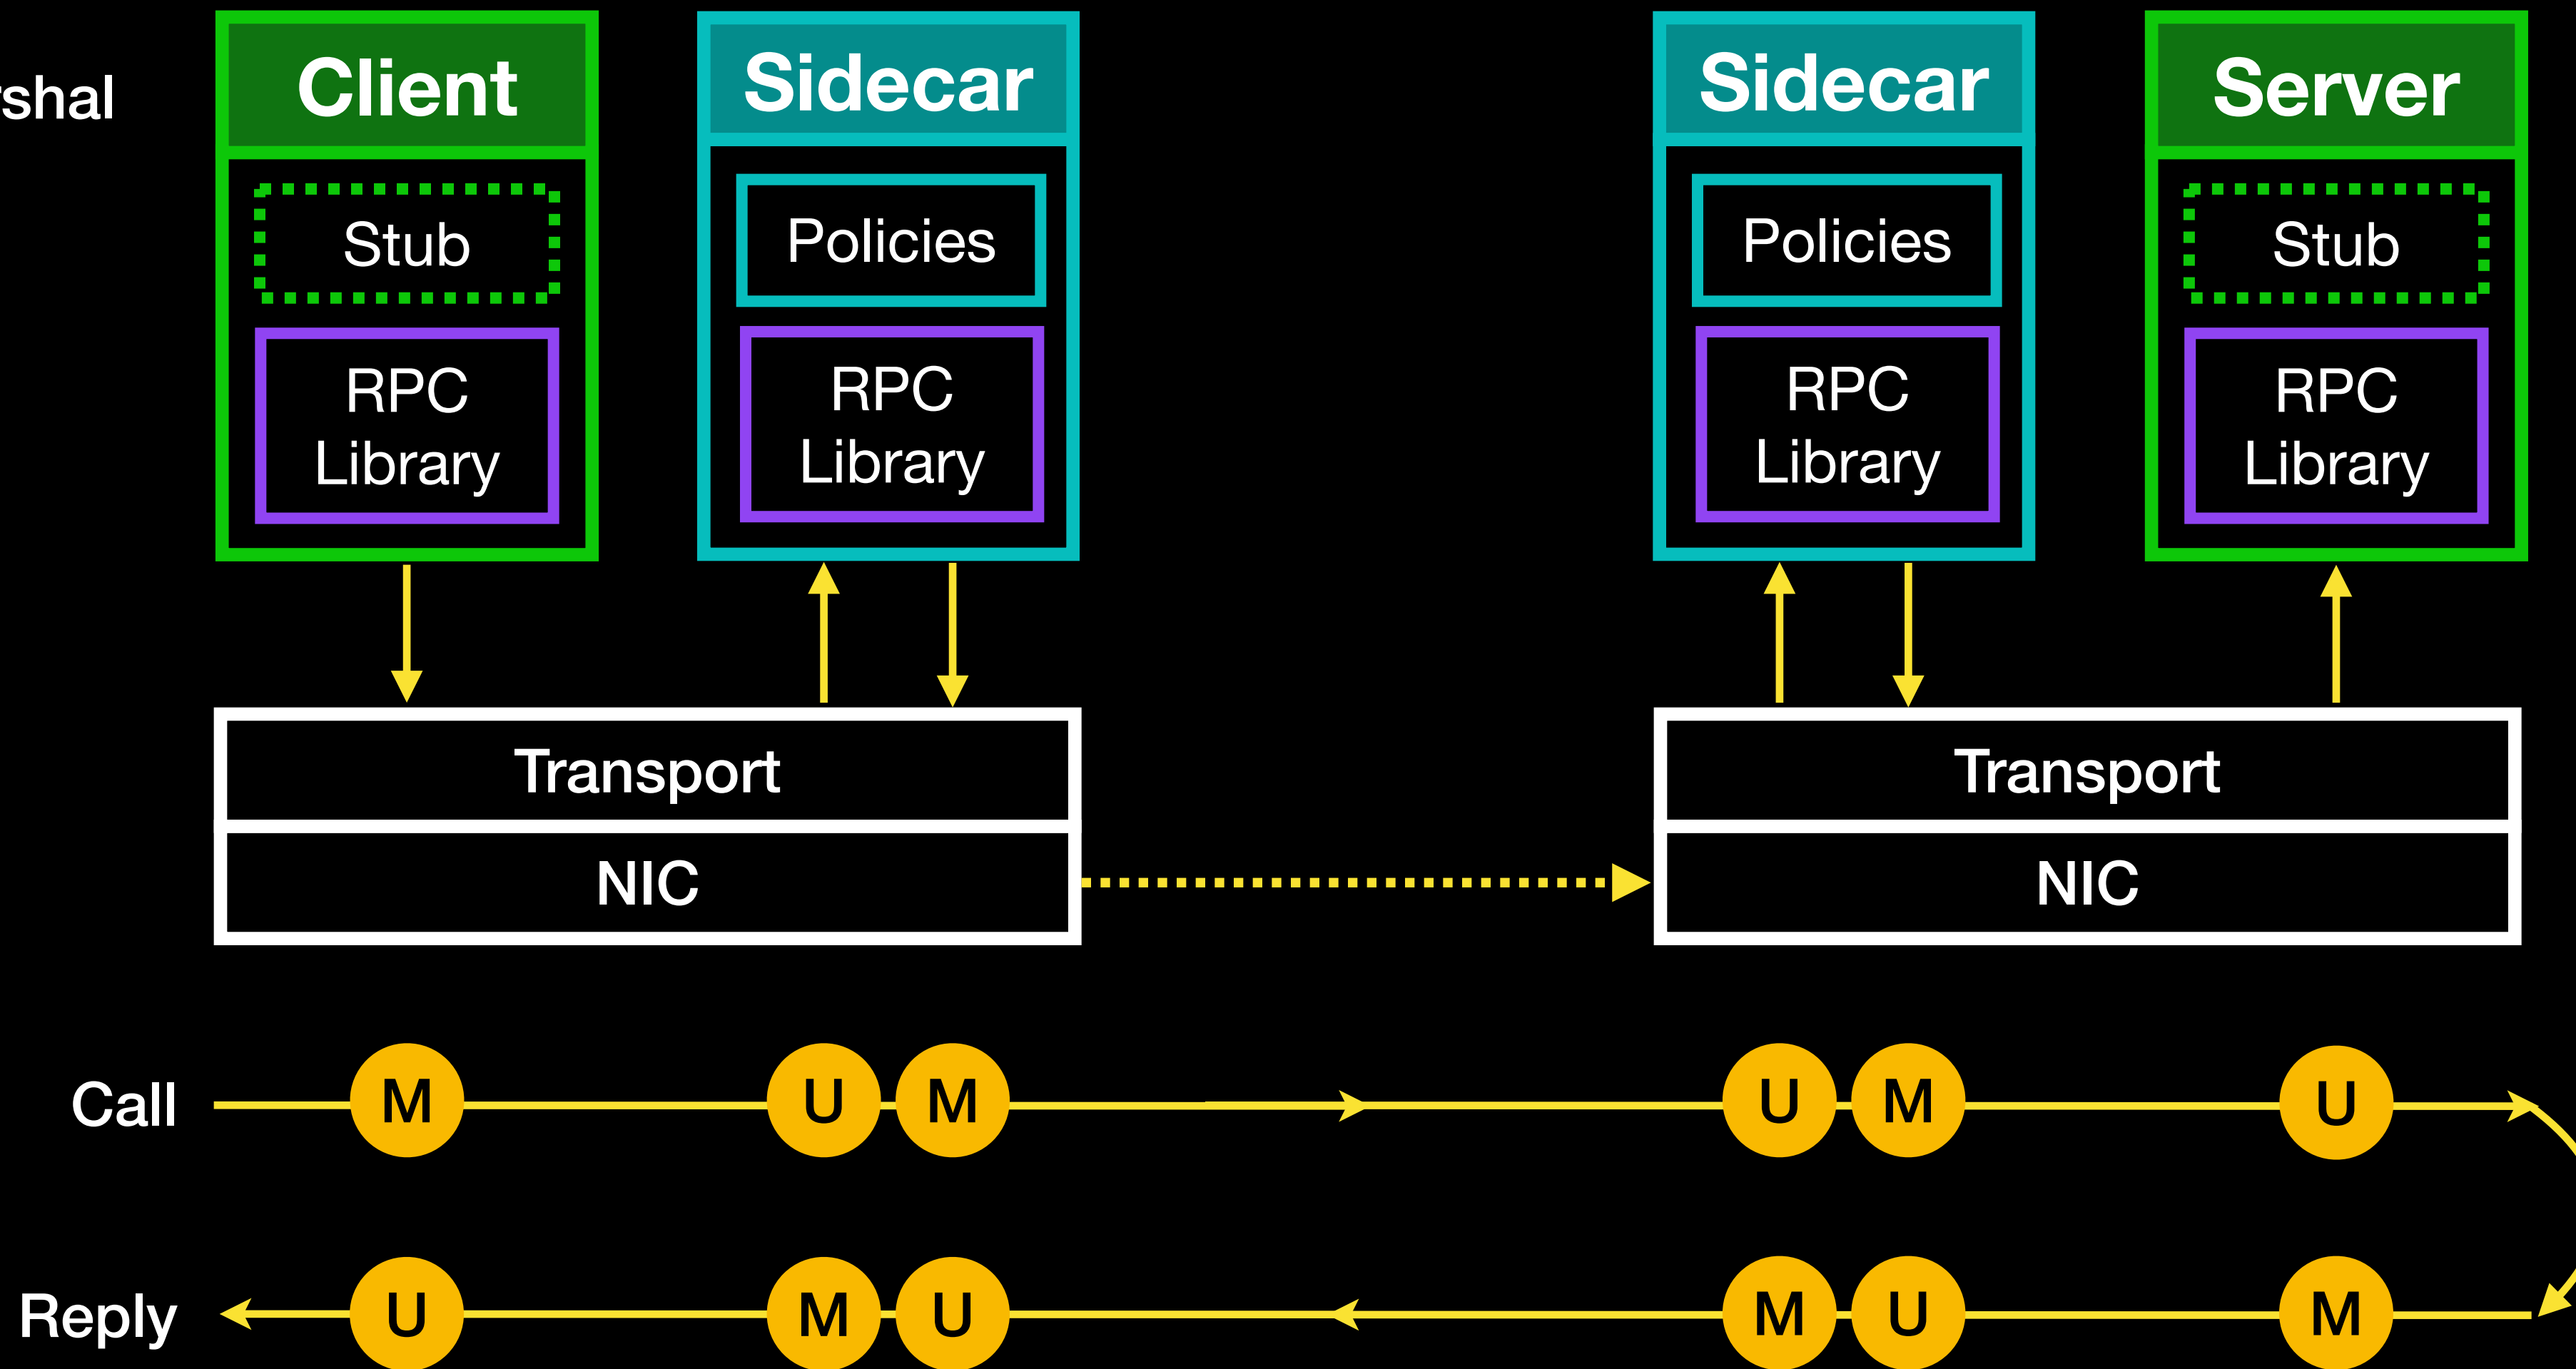 rshal
Client
Sidecar
Sidecar
Server
Stub
Policies
Policies
Stub
RPC
Library
RPC
Library
RPC
Library
RPC
Library
Transport
Transport
NIC
NIC
Call
M
U
M
U
M
U
Reply
U
M
U
M
U
M